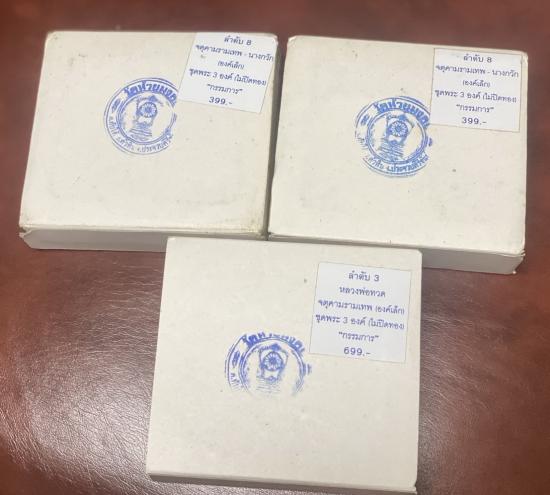 ลำดับ 8
จตุคามรามเทพ - นางกวัก
(องค์เล็ก)
ชุดพระ 3 องค์ (ไม่ปิดทอง)
"กรรมการ"
399.-
ลำดับ 8
จตุคามรามเทพ - นางกวัก
(องค์เล็ก)
ชุดพระ 3 องค์ (ไม่ปิดทอง)
"กรรมการ"
399.-
ลำดับ 3
หลวงพ่อทวด
จตุคามรามเทพ (องค์เล็ก)
ชุดพระ 3 องค์ (ไม่ปิดทอง)
"กรรมการ"
699.-